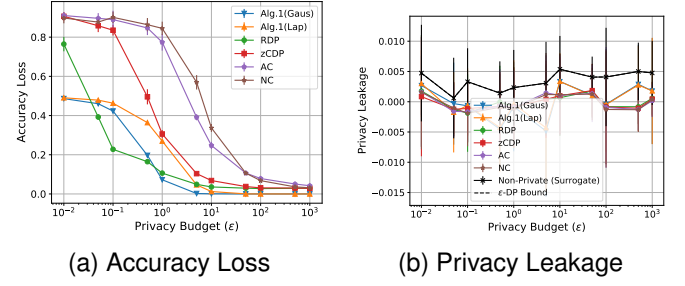 Accuracy Loss
0.8
0.6
0.4
0.2
0.0
10⁻²
10⁻¹
10⁰
10¹
10²
10³
Privacy Budget (ε)
Alg.1(Gaus)
Alg.1(Lap)
RDP
zCDP
AC
NC
(a) Accuracy Loss
Privacy Leakage
0.010
0.005
0.000
−0.005
−0.010
−0.015
10⁻²
10⁻¹
10⁰
10¹
10²
10³
Privacy Budget (ε)
Alg.1(Gaus)
Alg.1(Lap)
RDP
zCDP
AC
NC
Non-Private (Surrogate)
ε-DP Bound
(b) Privacy Leakage